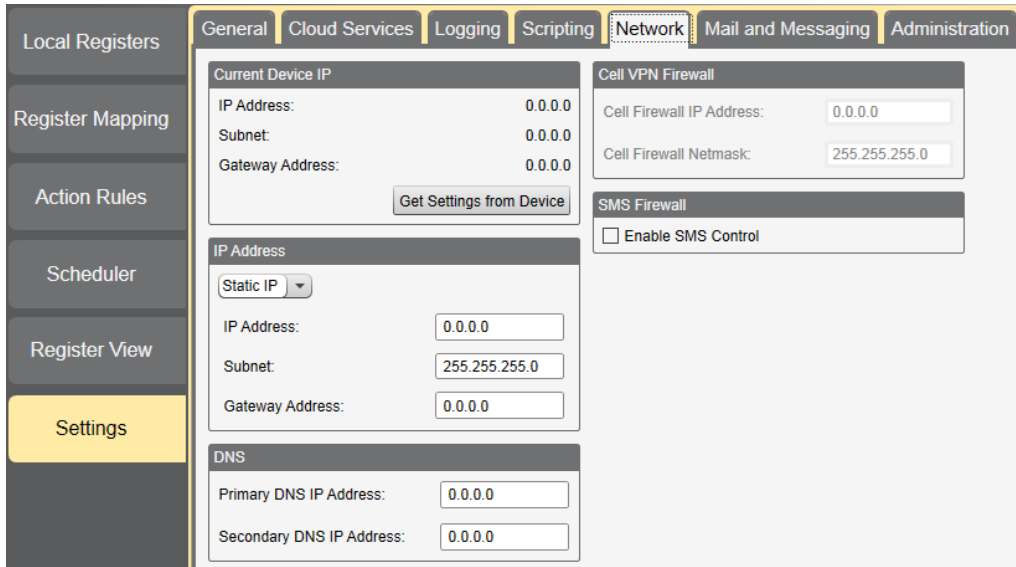 Local Registers
Register Mapping
Action Rules
Scheduler
Register View
Settings
General Cloud Services Logging Scripting Network Mail and Messaging Administration
Current Device IP
IP Address: 0.0.0.0
Subnet: 0.0.0.0
Gateway Address: 0.0.0.0
Get Settings from Device
IP Address
Static IP
IP Address: 0.0.0.0
Subnet: 255.255.255.0
Gateway Address: 0.0.0.0
DNS
Primary DNS IP Address: 0.0.0.0
Secondary DNS IP Address: 0.0.0.0
Cell VPN Firewall
Cell Firewall IP Address: 0.0.0.0
Cell Firewall Netmask: 255.255.255.0
SMS Firewall
Enable SMS Control